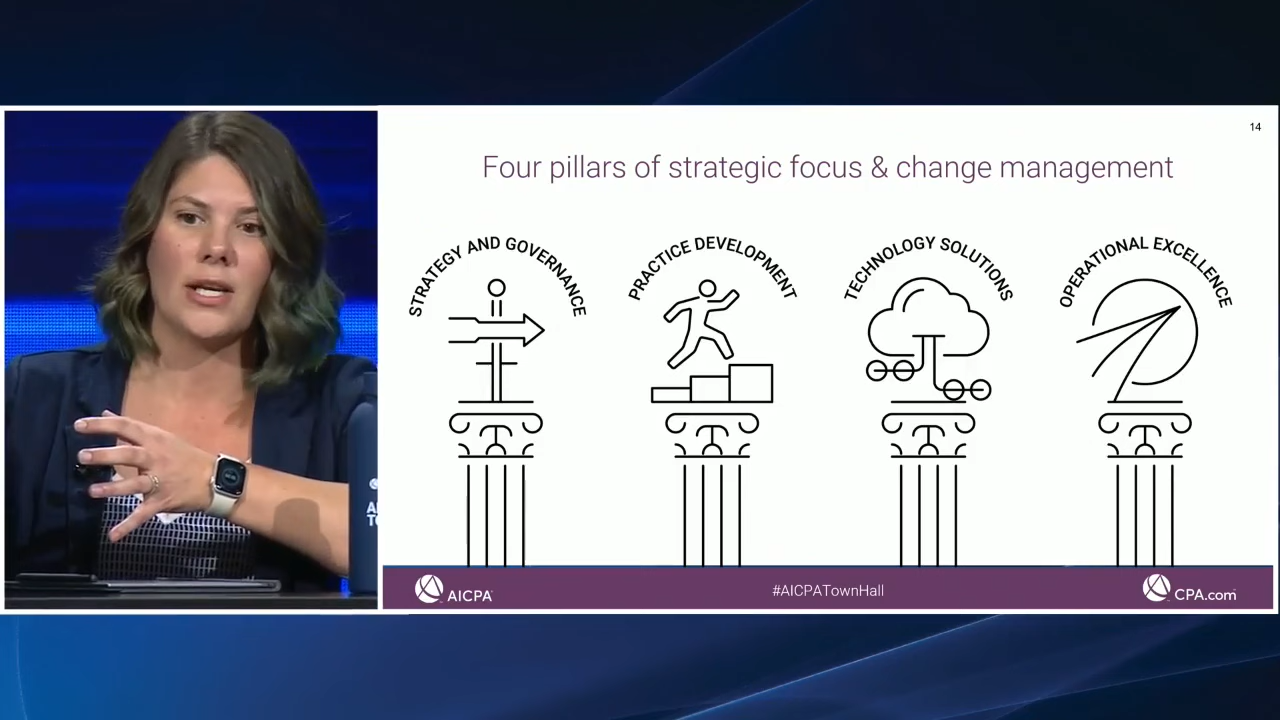 14
Four pillars of strategic focus & change management
STRATEGY AND GOVERNANCE
PRACTICE DEVELOPMENT
TECHNOLOGY SOLUTIONS
OPERATIONAL EXCELLENCE
AICPA
#AICPATownHall
CPA.com